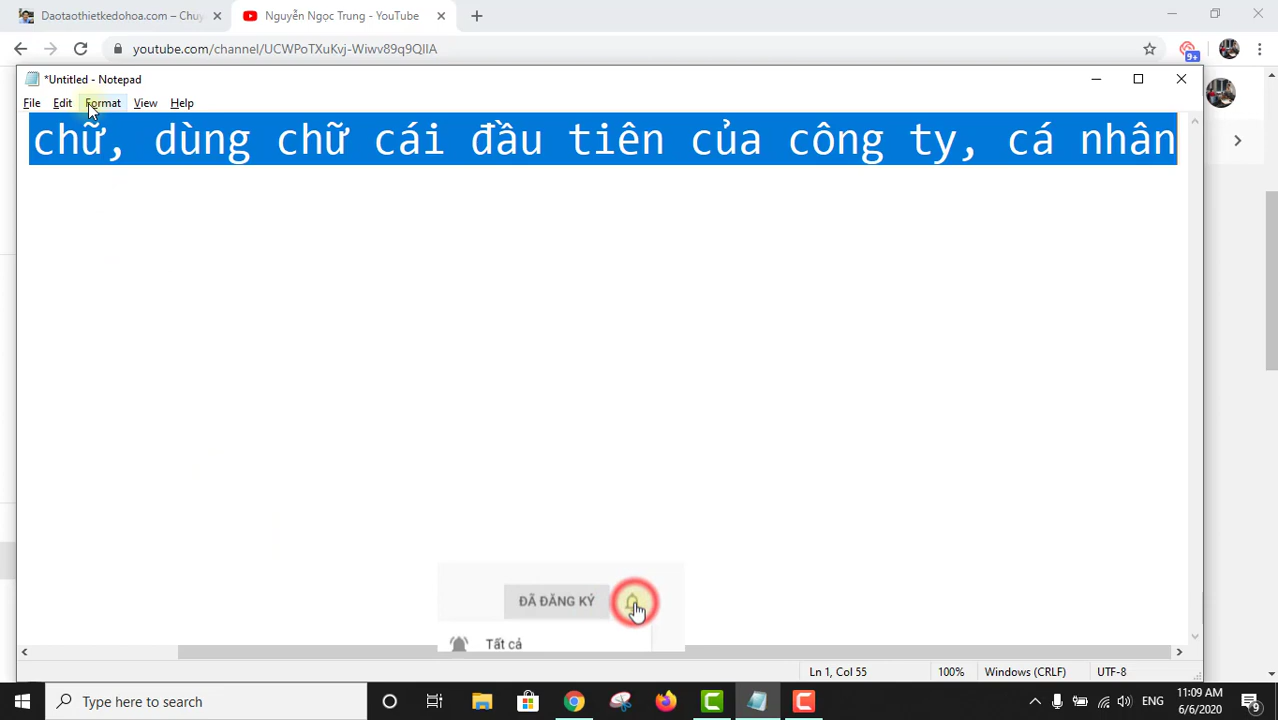 Daotaothietkedohoa.com – Chuy
Nguyễn Ngọc Trung - YouTube
youtube.com/channel/UCWPoTXuKvj-Wiwv89q9QIIA
9+
*Untitled - Notepad
File Edit Format View Help
chữ, dùng chữ cái đầu tiên của công ty, cá nhân
ĐÃ ĐĂNG KÝ
Tất cả
Ln 1, Col 55 100% Windows (CRLF) UTF-8
Type here to search
ENG
11:09 AM
6/6/2020
9